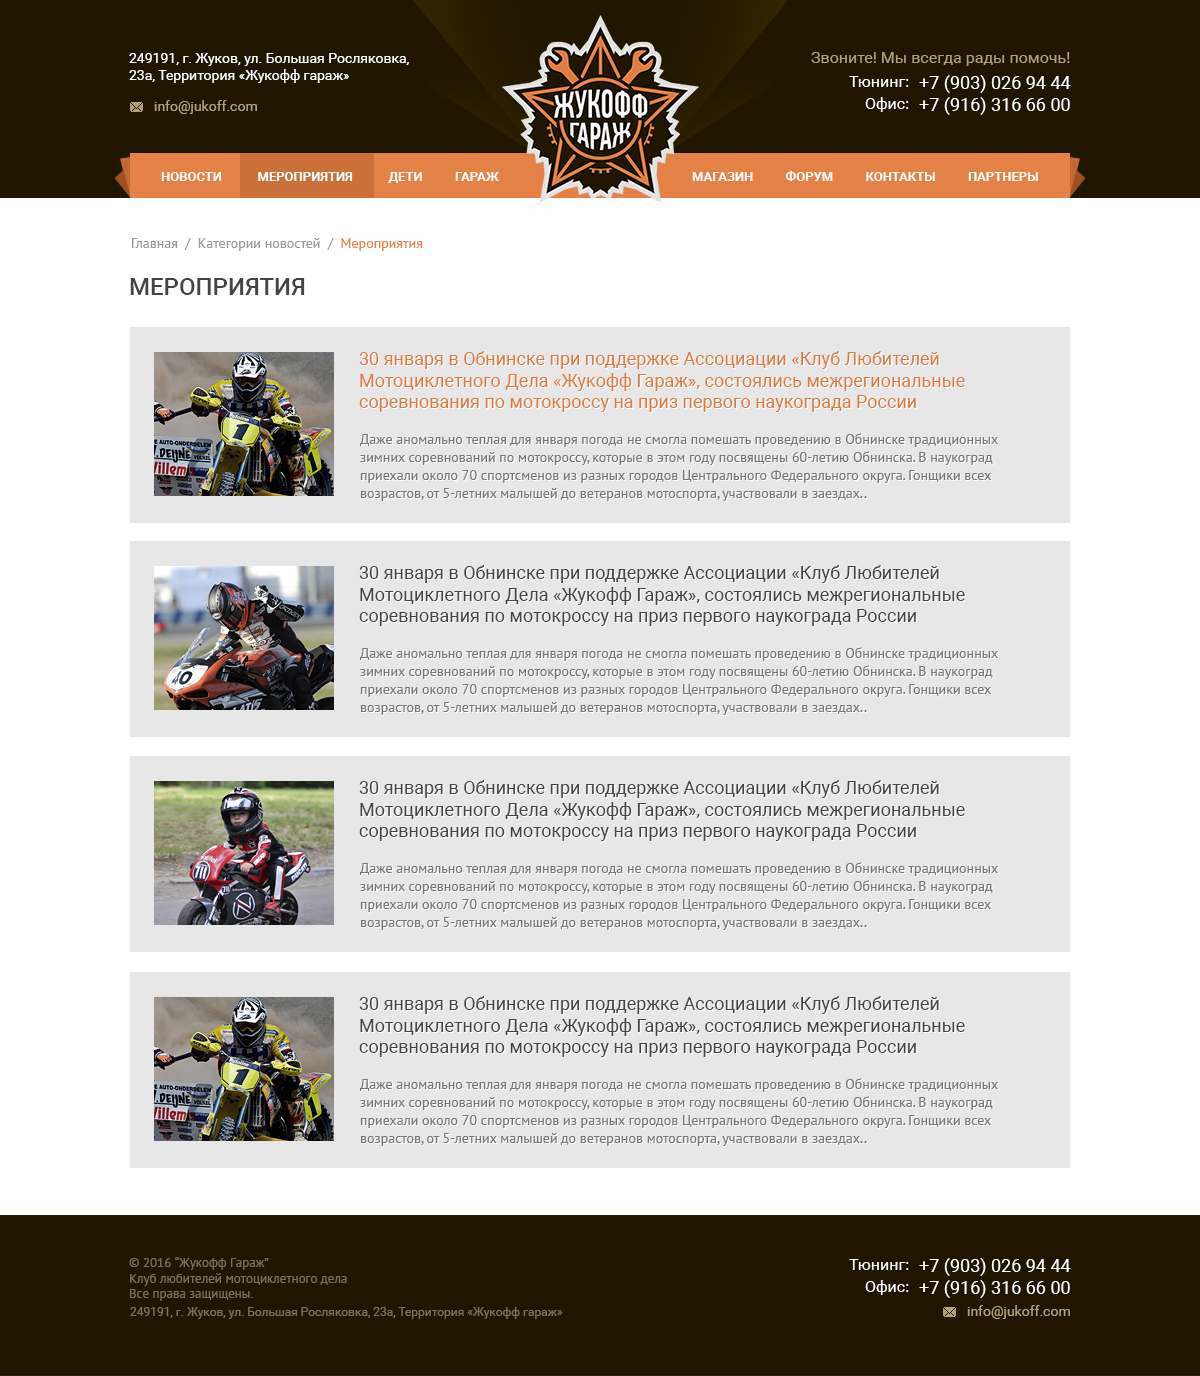 249191, г. Жуков, ул. Большая Росляковка,
23а, Территория «Жукофф гараж»
info@jukoff.com
ЖУКОФФ
ГАРАЖ
Звоните! Мы всегда рады помочь!
Тюнинг: +7 (903) 026 94 44
Офис: +7 (916) 316 66 00
НОВОСТИ МЕРОПРИЯТИЯ ДЕТИ ГАРАЖ МАГАЗИН ФОРУМ КОНТАКТЫ ПАРТНЕРЫ
Главная / Категории новостей / Мероприятия
МЕРОПРИЯТИЯ
1
30 января в Обнинске при поддержке Ассоциации «Клуб Любителей
Мотоциклетного Дела «Жукофф Гараж», состоялись межрегиональные
соревнования по мотокроссу на приз первого наукограда России
Даже аномально теплая для января погода не смогла помешать проведению в Обнинске традиционных
зимних соревнований по мотокроссу, которые в этом году посвящены 60-летию Обнинска. В наукоград
приехали около 70 спортсменов из разных городов Центрального Федерального округа. Гонщики всех
возрастов, от 5-летних малышей до ветеранов мотоспорта, участвовали в заездах..
30 января в Обнинске при поддержке Ассоциации «Клуб Любителей
Мотоциклетного Дела «Жукофф Гараж», состоялись межрегиональные
соревнования по мотокроссу на приз первого наукограда России
Даже аномально теплая для января погода не смогла помешать проведению в Обнинске традиционных
зимних соревнований по мотокроссу, которые в этом году посвящены 60-летию Обнинска. В наукоград
приехали около 70 спортсменов из разных городов Центрального Федерального округа. Гонщики всех
возрастов, от 5-летних малышей до ветеранов мотоспорта, участвовали в заездах..
30 января в Обнинске при поддержке Ассоциации «Клуб Любителей
Мотоциклетного Дела «Жукофф Гараж», состоялись межрегиональные
соревнования по мотокроссу на приз первого наукограда России
Даже аномально теплая для января погода не смогла помешать проведению в Обнинске традиционных
зимних соревнований по мотокроссу, которые в этом году посвящены 60-летию Обнинска. В наукоград
приехали около 70 спортсменов из разных городов Центрального Федерального округа. Гонщики всех
возрастов, от 5-летних малышей до ветеранов мотоспорта, участвовали в заездах..
1
30 января в Обнинске при поддержке Ассоциации «Клуб Любителей
Мотоциклетного Дела «Жукофф Гараж», состоялись межрегиональные
соревнования по мотокроссу на приз первого наукограда России
Даже аномально теплая для января погода не смогла помешать проведению в Обнинске традиционных
зимних соревнований по мотокроссу, которые в этом году посвящены 60-летию Обнинска. В наукоград
приехали около 70 спортсменов из разных городов Центрального Федерального округа. Гонщики всех
возрастов, от 5-летних малышей до ветеранов мотоспорта, участвовали в заездах..
© 2016 “Жукофф Гараж”
Клуб любителей мотоциклетного дела
Все права защищены.
249191, г. Жуков, ул. Большая Росляковка, 23а, Территория «Жукофф гараж»
Тюнинг: +7 (903) 026 94 44
Офис: +7 (916) 316 66 00
info@jukoff.com